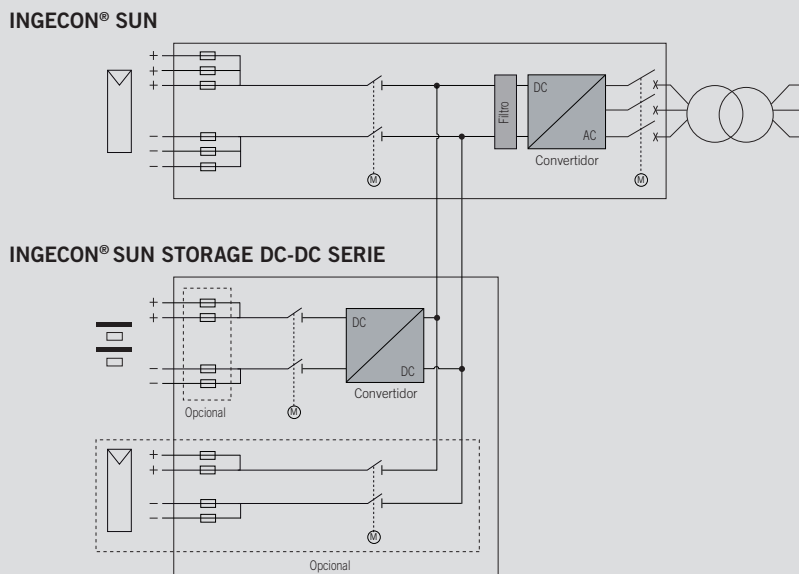 INGECON® SUN
+
+
+
−
−
−
M
Filtro
DC
AC
Convertidor
M
INGECON® SUN STORAGE DC-DC SERIE
+
+
−
−
Opcional
M
DC
DC
Convertidor
+
+
−
−
M
Opcional